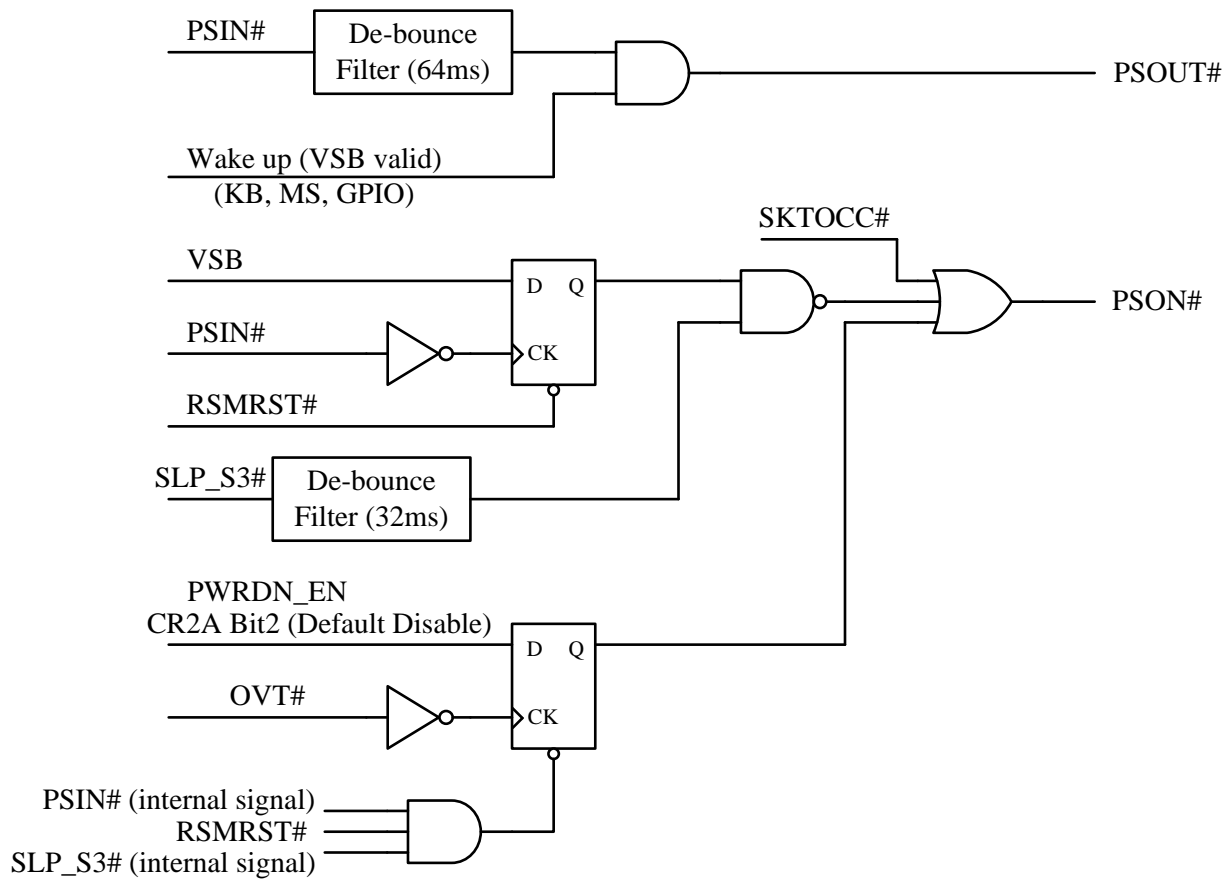 PSIN#
De-bounce
Filter (64ms)
PSOUT#
Wake up (VSB valid)
(KB, MS, GPIO)
SKTOCC#
VSB
D Q
PSON#
PSIN#
CK
RSMRST#
SLP_S3#
De-bounce
Filter (32ms)
PWRDN_EN
CR2A Bit2 (Default Disable)
D Q
OVT#
CK
PSIN# (internal signal)
RSMRST#
SLP_S3# (internal signal)